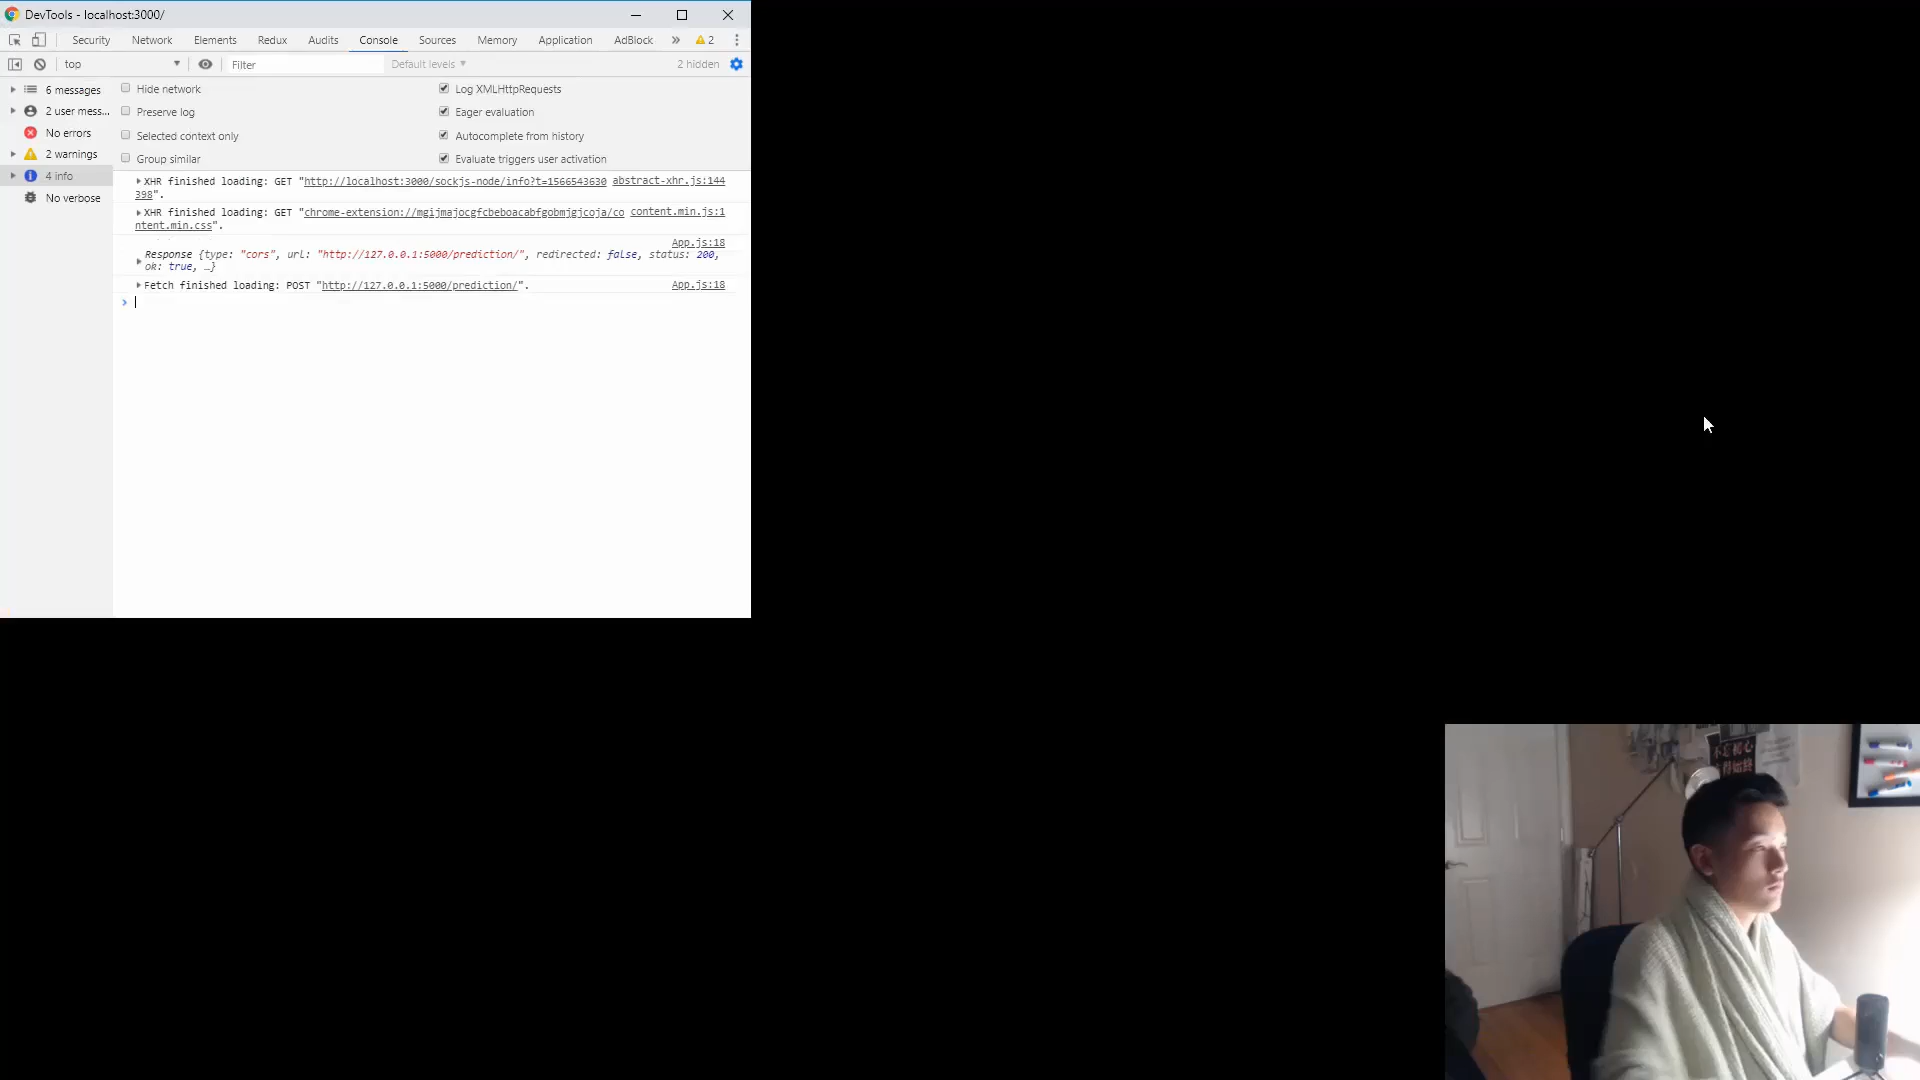 DevTools - localhost:3000/
Security Network Elements Redux Audits Console Sources Memory Application AdBlock » 2
top Filter Default levels 2 hidden
6 messages
2 user mess...
No errors
2 warnings
4 info
No verbose
Hide network Log XMLHttpRequests
Preserve log Eager evaluation
Selected context only Autocomplete from history
Group similar Evaluate triggers user activation
XHR finished loading: GET "http://localhost:3000/sockjs-node/info?t=1566543630 abstract-xhr.js:144
398".
XHR finished loading: GET "chrome-extension://mgijmajocgfcbeboacabfgobmjgjcoja/co content.min.js:1
ntent.min.css".
App.js:18
Response {type: "cors", url: "http://127.0.0.1:5000/prediction/", redirected: false, status: 200,
ok: true, …}
Fetch finished loading: POST "http://127.0.0.1:5000/prediction/". App.js:18
不忘初心